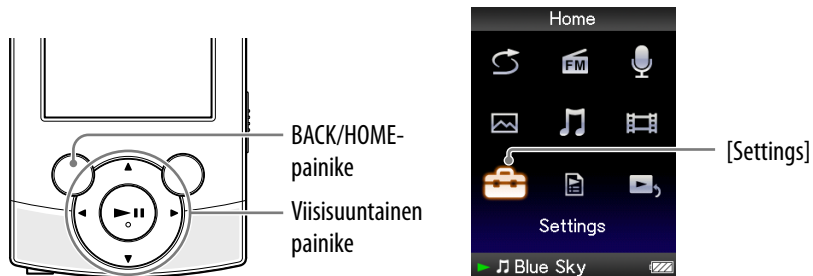 BACK/HOME-
painike
Viisisuuntainen
painike
Home
FM
[Settings]
Settings
Blue Sky